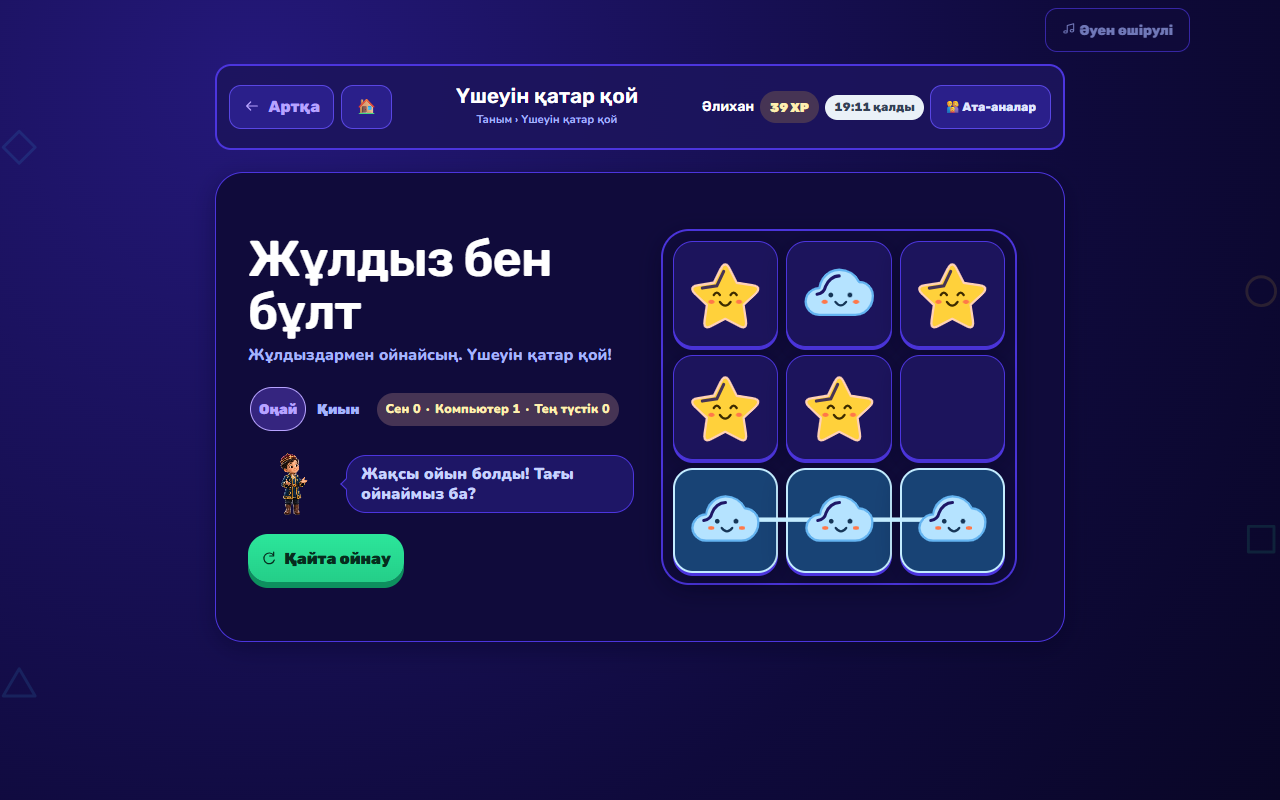 Әуен өшірулі
Артқа
Үшеуін қатар қой
Таным › Үшеуін қатар қой
Әлихан
39 XP
19:11 қалды
Ата-аналар
Жұлдыз бен
бұлт
Жұлдыздармен ойнайсың. Үшеуін қатар қой!
Оңай
Қиын
Сен 0 · Компьютер 1 · Тең түстік 0
Жақсы ойын болды! Тағы
ойнаймыз ба?
Қайта ойнау